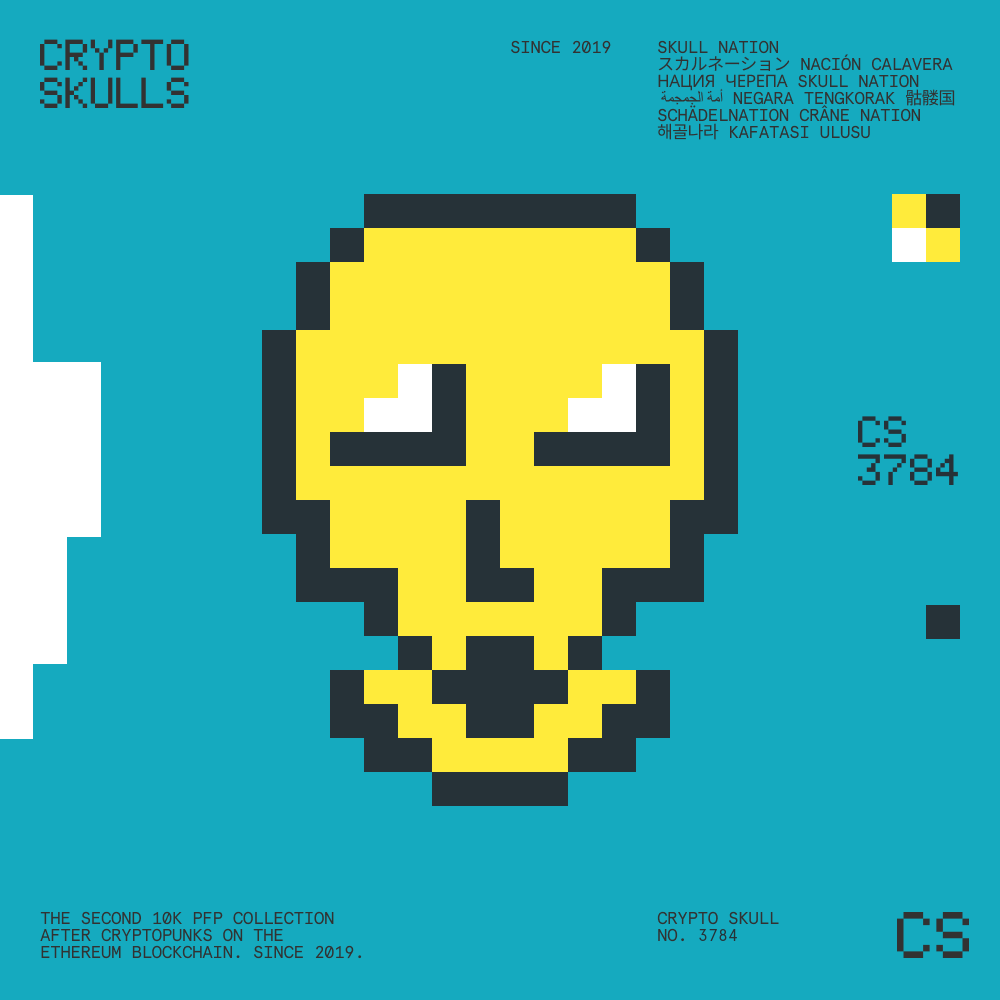 CRYPTO
SKULLS
SINCE 2019
SKULL NATION
スカルネーション NACIÓN CALAVERA
НАЦИЯ ЧЕРЕПА SKULL NATION
أمة الجمجمة NEGARA TENGKORAK 骷髅国
SCHÄDELNATION CRÂNE NATION
해골나라 KAFATASI ULUSU
CS
3784
THE SECOND 10K PFP COLLECTION
AFTER CRYPTOPUNKS ON THE
ETHEREUM BLOCKCHAIN. SINCE 2019.
CRYPTO SKULL
NO. 3784
CS